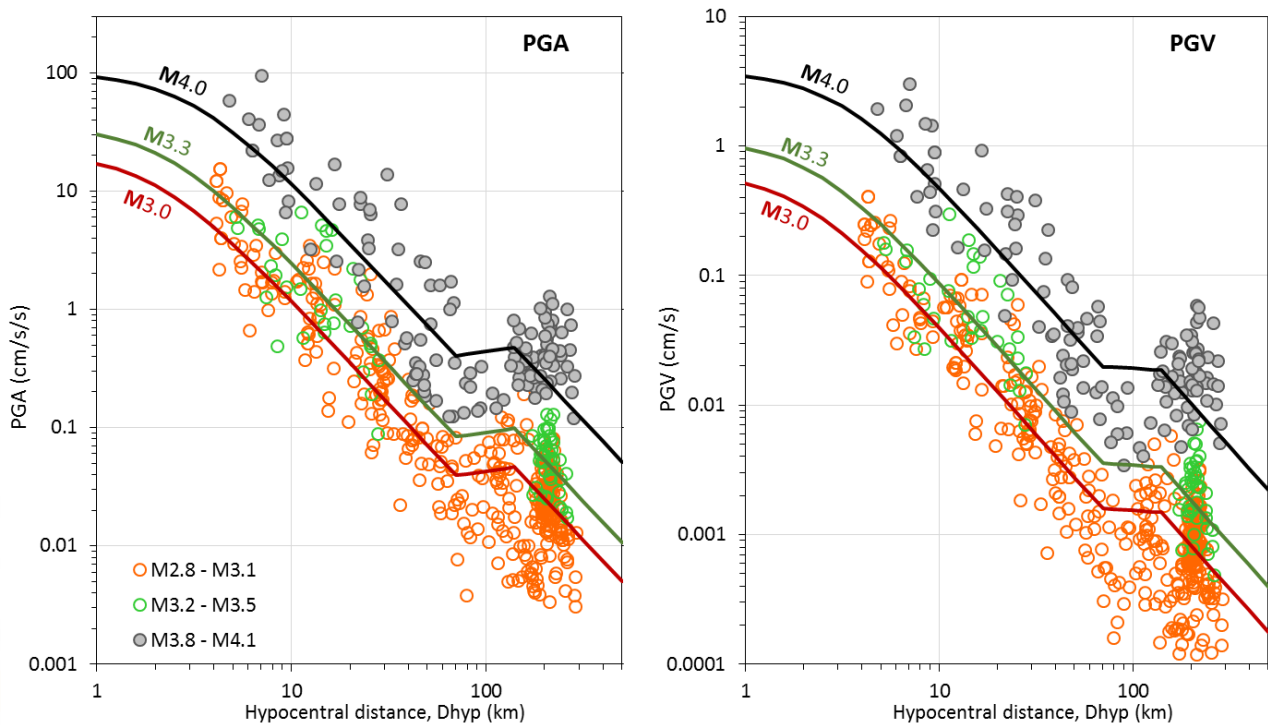 PGA
100
10
1
0.1
0.01
0.001
PGA (cm/s/s)
M4.0
M3.3
M3.0
M2.8 - M3.1
M3.2 - M3.5
M3.8 - M4.1
1
10
100
Hypocentral distance, Dhyp (km)
PGV
10
1
0.1
0.01
0.001
0.0001
PGV (cm/s/s)
M4.0
M3.3
M3.0
1
10
100
Hypocentral distance, Dhyp (km)